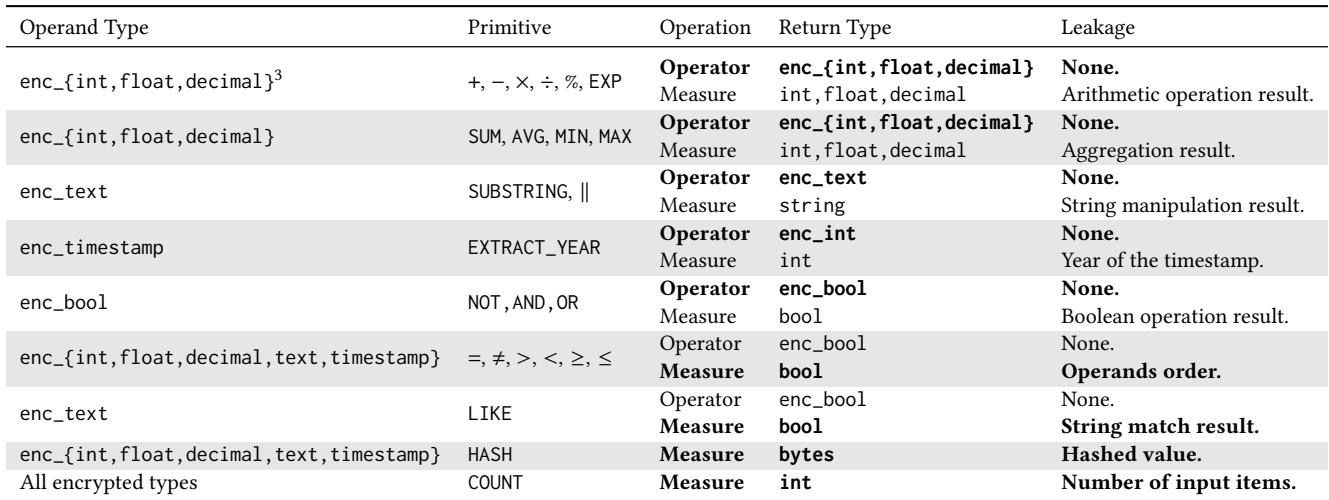 Operand Type Primitive Operation Return Type Leakage
enc_{int,float,decimal}³ +, −, ×, ÷, %, EXP Operator enc_{int,float,decimal} None.
Measure int,float,decimal Arithmetic operation result.
enc_{int,float,decimal} SUM, AVG, MIN, MAX Operator enc_{int,float,decimal} None.
Measure int,float,decimal Aggregation result.
enc_text SUBSTRING, || Operator enc_text None.
Measure string String manipulation result.
enc_timestamp EXTRACT_YEAR Operator enc_int None.
Measure int Year of the timestamp.
enc_bool NOT,AND,OR Operator enc_bool None.
Measure bool Boolean operation result.
enc_{int,float,decimal,text,timestamp} =, ≠, >, <, ≥, ≤ Operator enc_bool None.
Measure bool Operands order.
enc_text LIKE Operator enc_bool None.
Measure bool String match result.
enc_{int,float,decimal,text,timestamp} HASH Measure bytes Hashed value.
All encrypted types COUNT Measure int Number of input items.